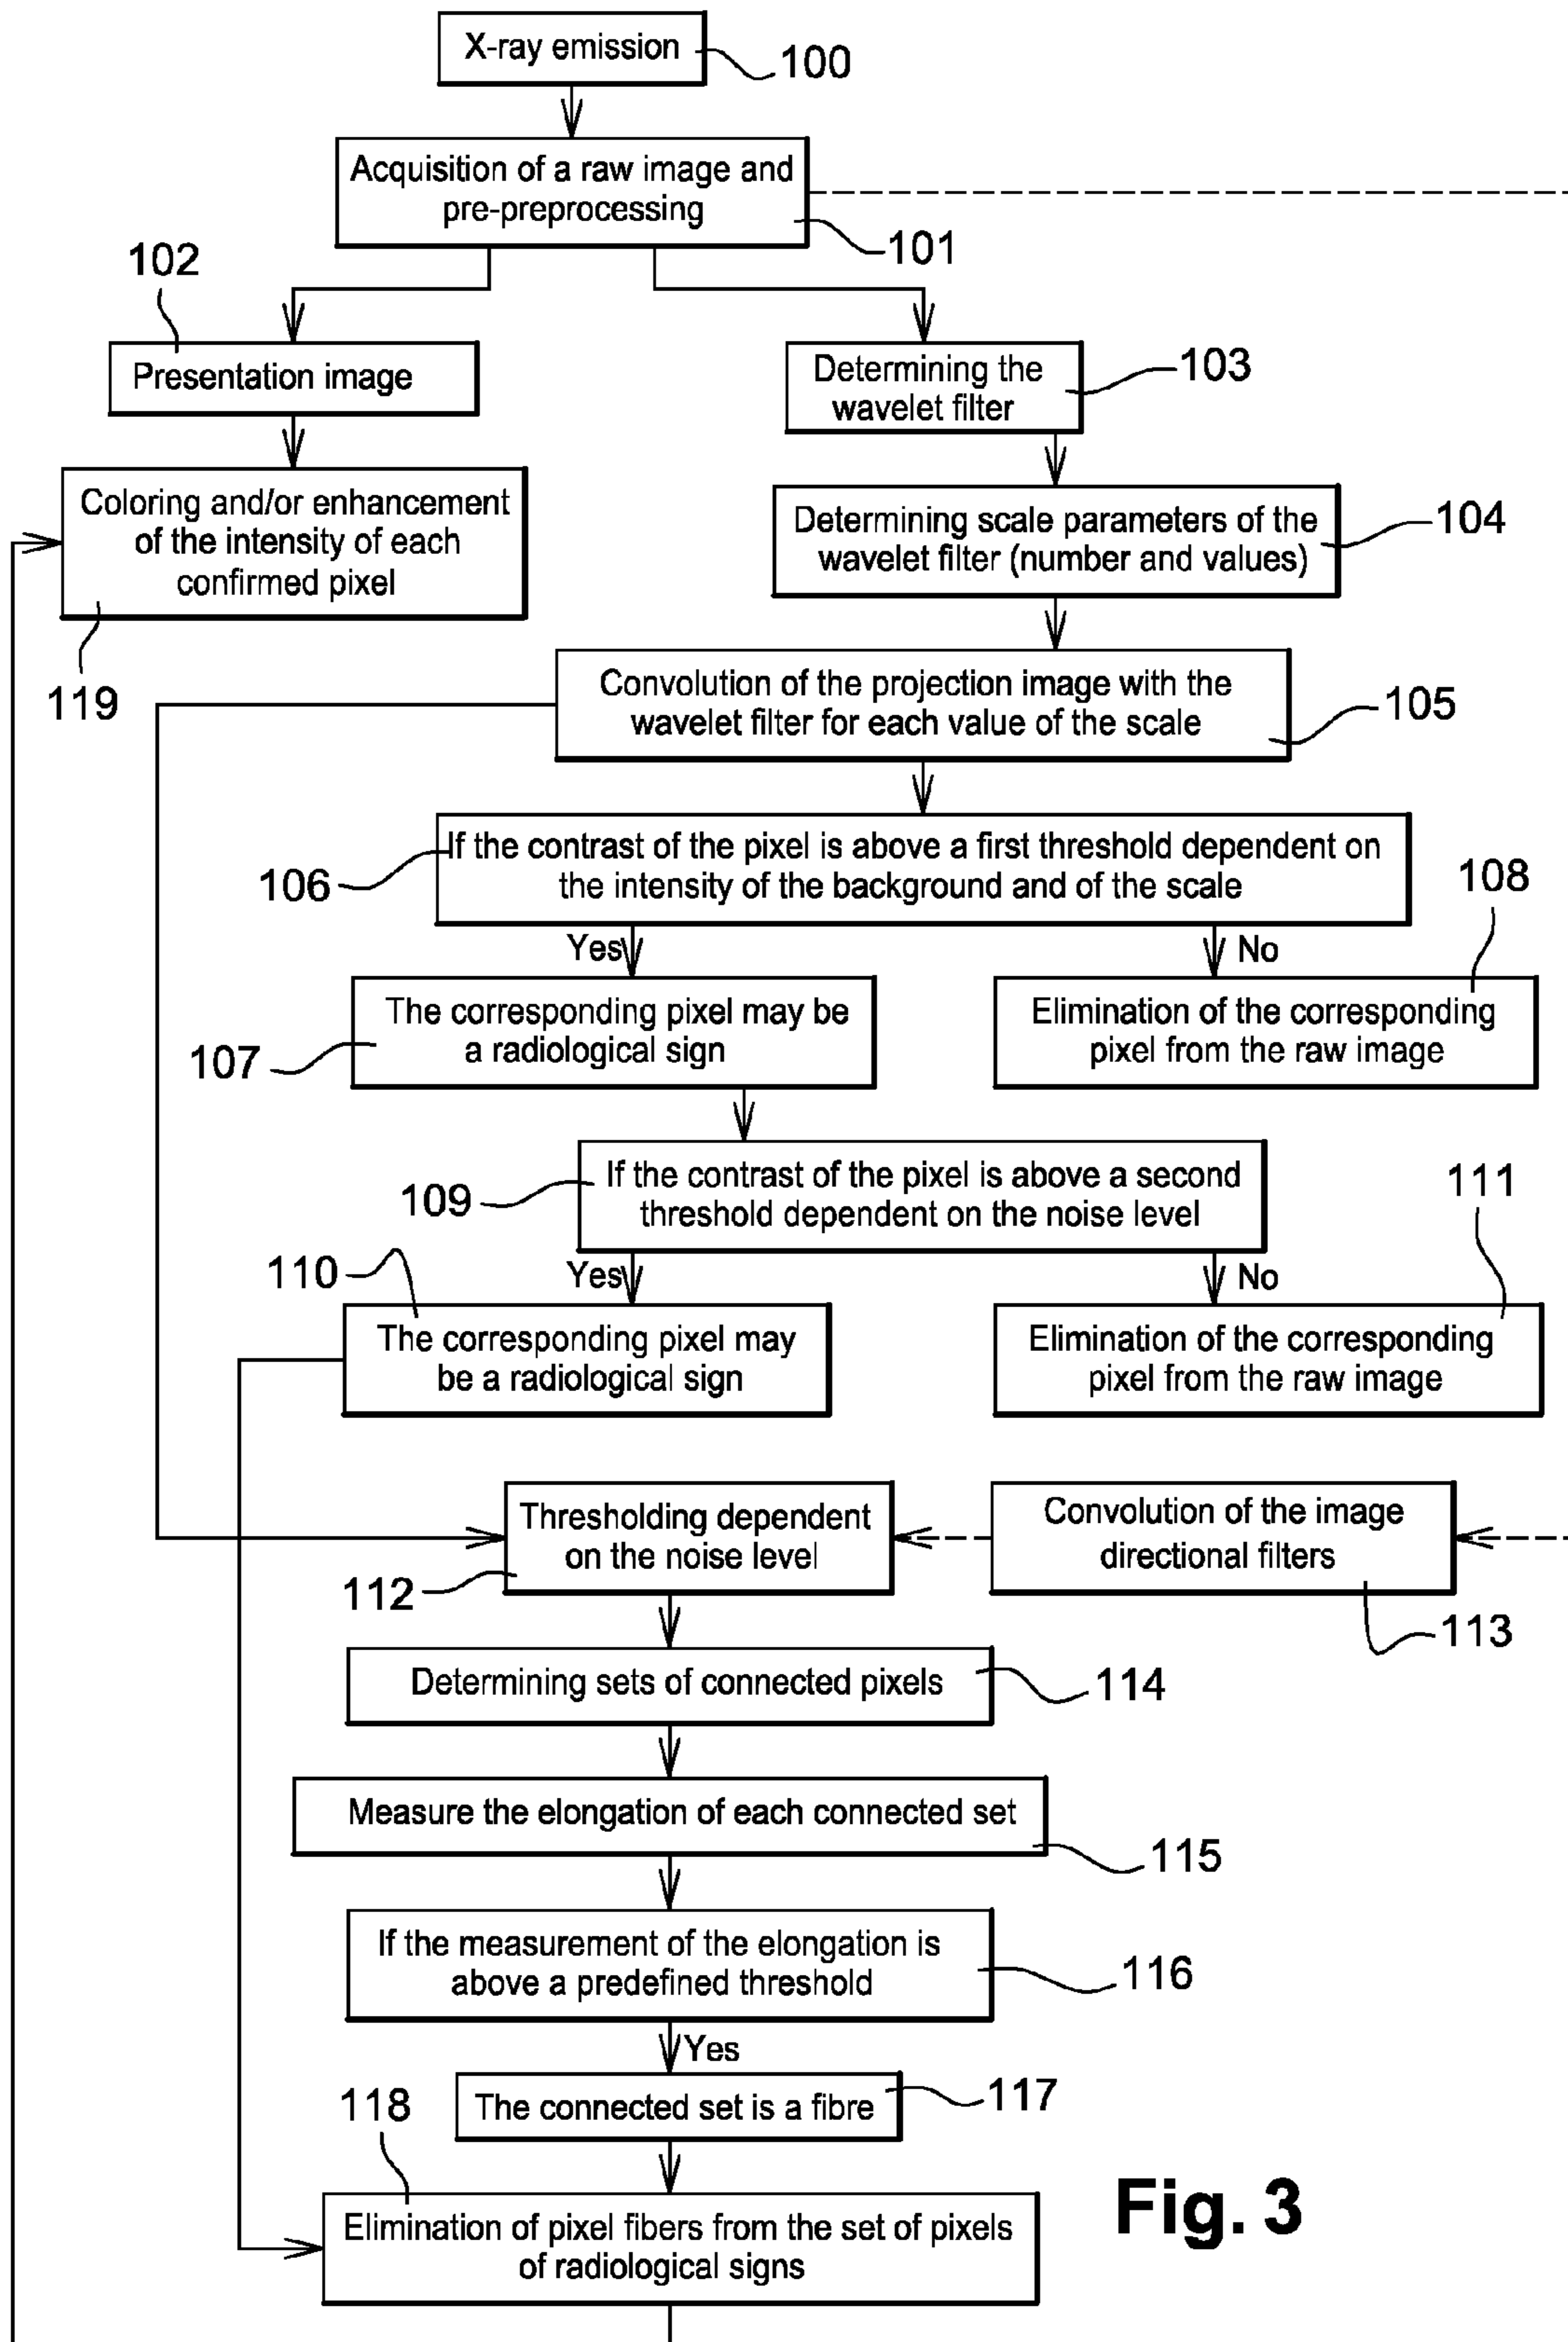 X-ray emission
100
Acquisition of a raw image and
pre-preprocessing
101
102
Presentation image
Determining the
wavelet filter
103
Coloring and/or enhancement
of the intensity of each
confirmed pixel
119
Determining scale parameters of the
wavelet filter (number and values)
104
Convolution of the projection image with the
wavelet filter for each value of the scale
105
If the contrast of the pixel is above a first threshold dependent on
the intensity of the background and of the scale
106
108
Yes
No
The corresponding pixel may be
a radiological sign
107
Elimination of the corresponding
pixel from the raw image
If the contrast of the pixel is above a second
threshold dependent on the noise level
109
111
110
Yes
No
The corresponding pixel may
be a radiological sign
Elimination of the corresponding
pixel from the raw image
Thresholding dependent
on the noise level
112
Convolution of the image
directional filters
113
Determining sets of connected pixels
114
Measure the elongation of each connected set
115
If the measurement of the elongation is
above a predefined threshold
116
Yes
The connected set is a fibre
117
118
Elimination of pixel fibers from the set of pixels
of radiological signs
Fig. 3